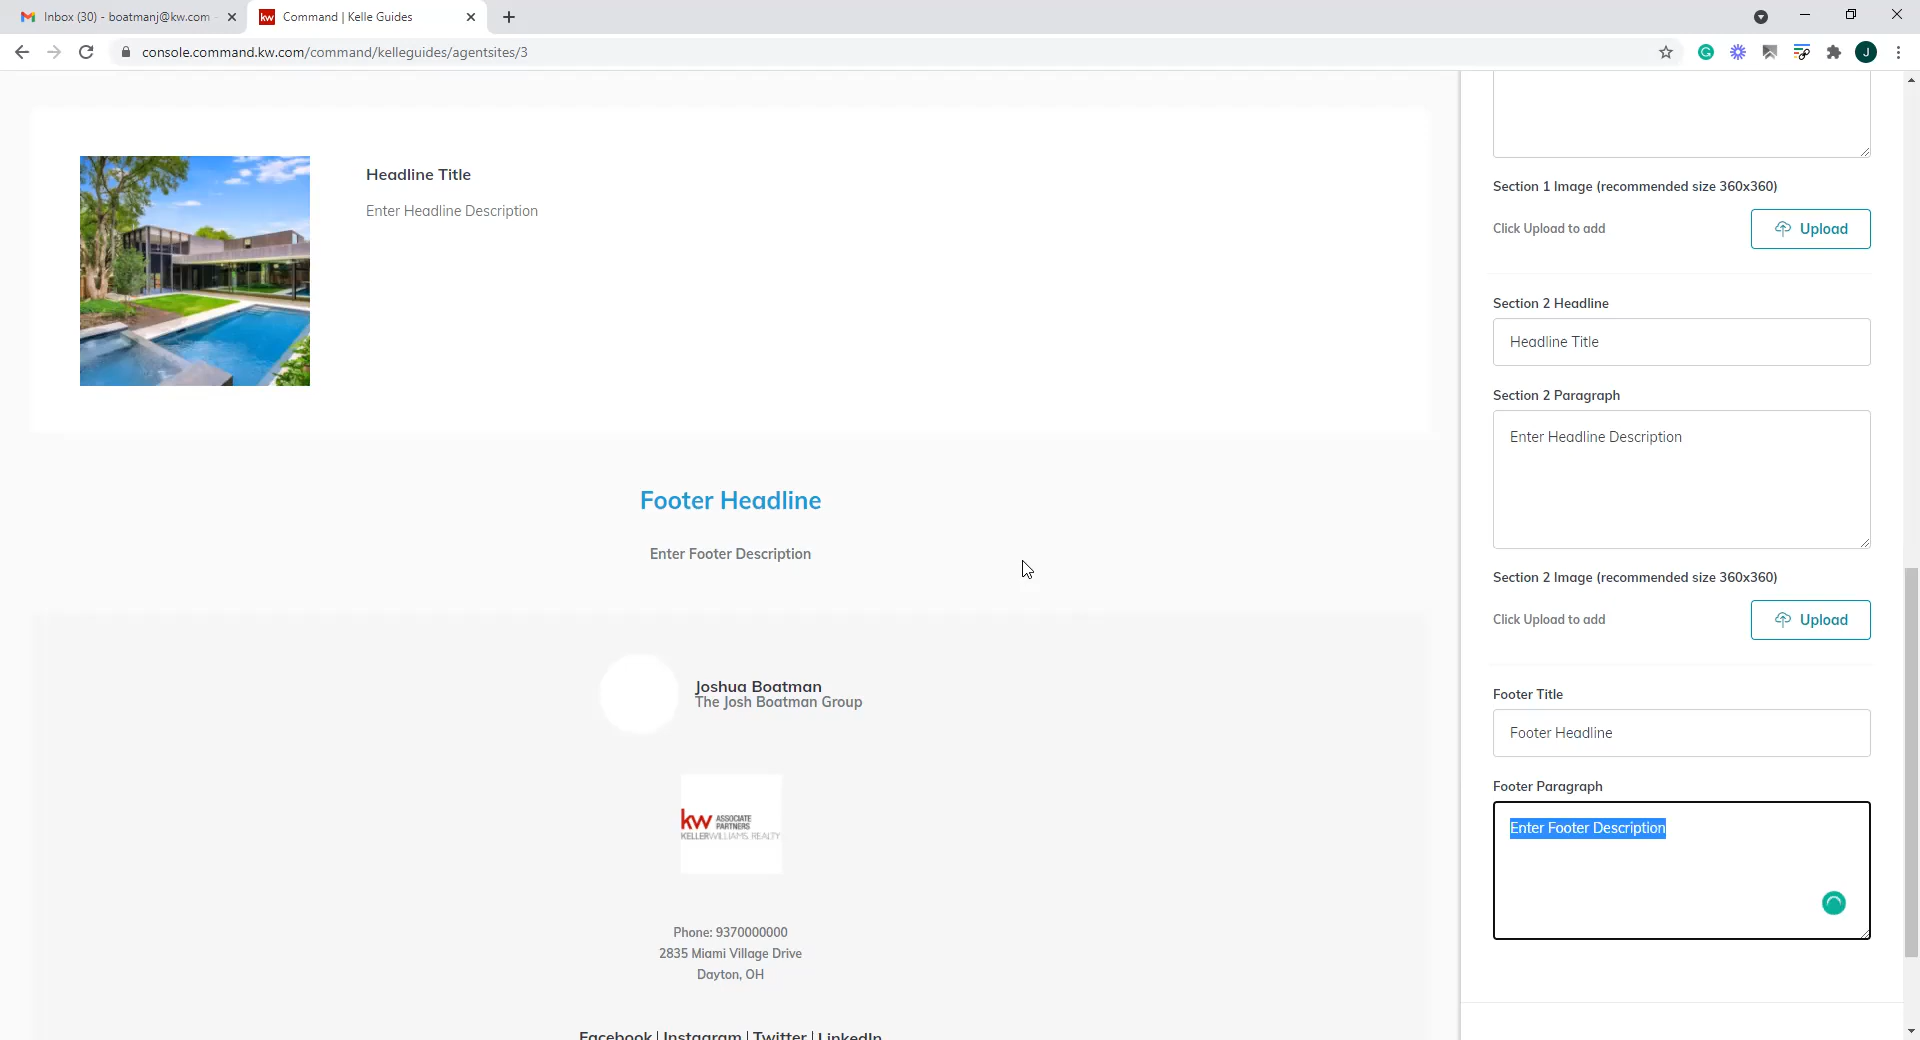 Inbox (30) - boatmanj@kw.com
kw Command | Kelle Guides
console.command.kw.com/command/kelleguides/agentsites/3
J
Headline Title
Enter Headline Description
Footer Headline
Enter Footer Description
Joshua Boatman
The Josh Boatman Group
kw ASSOCIATE
PARTNERS
KELLERWILLIAMS. REALTY
Phone: 9370000000
2835 Miami Village Drive
Dayton, OH
Facebook | Instagram | Twitter | LinkedIn
Section 1 Image (recommended size 360x360)
Click Upload to add
Upload
Section 2 Headline
Headline Title
Section 2 Paragraph
Enter Headline Description
Section 2 Image (recommended size 360x360)
Click Upload to add
Upload
Footer Title
Footer Headline
Footer Paragraph
Enter Footer Description